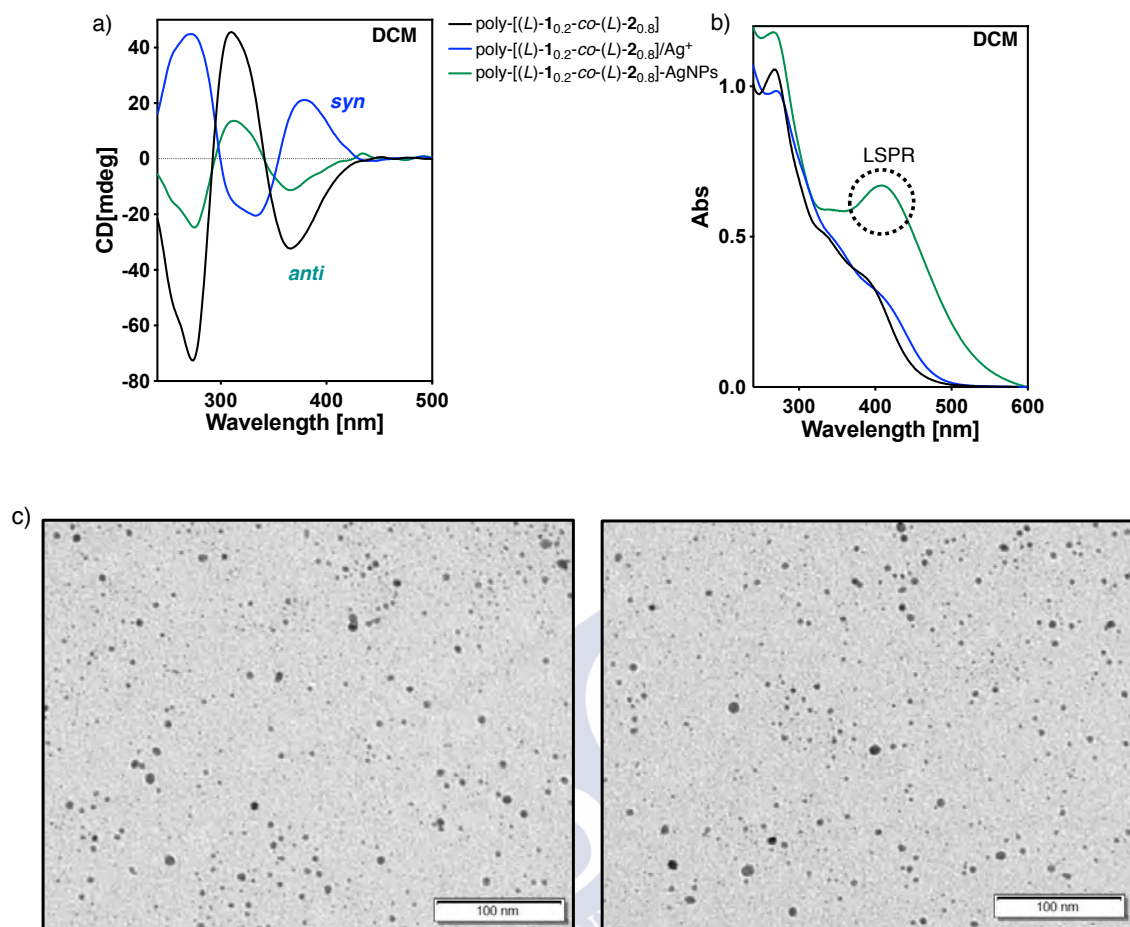 a)
DCM
CD[mdeg]
40
20
0
-20
-40
-60
-80
syn
anti
300
400
500
Wavelength [nm]
poly-[(L)-1₀.₂-co-(L)-2₀.₈]
poly-[(L)-1₀.₂-co-(L)-2₀.₈]/Ag⁺
poly-[(L)-1₀.₂-co-(L)-2₀.₈]-AgNPs
b)
DCM
LSPR
Abs
1.0
0.5
0.0
300
400
500
600
Wavelength [nm]
c)
100 nm
100 nm